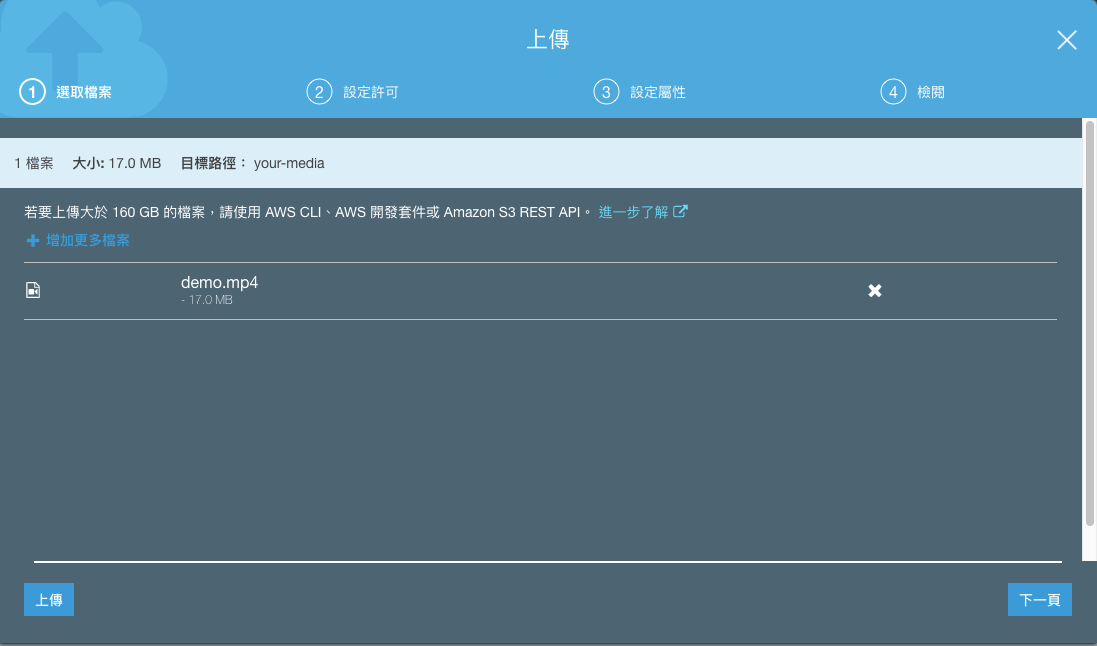 上傳
1 選取檔案 2 設定許可 3 設定屬性 4 檢閱
1 檔案 大小: 17.0 MB 目標路徑： your-media
若要上傳大於 160 GB 的檔案，請使用 AWS CLI、AWS 開發套件或 Amazon S3 REST API。 進一步了解
增加更多檔案
demo.mp4
- 17.0 MB
上傳 下一頁